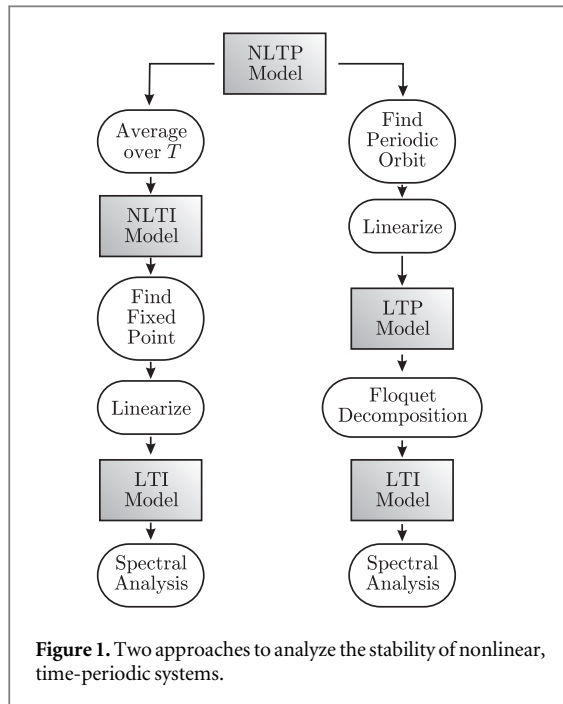 NLTP
Model
Average
over T
NLTI
Model
Find
Fixed
Point
Linearize
LTI
Model
Spectral
Analysis
Find
Periodic
Orbit
Linearize
LTP
Model
Floquet
Decomposition
LTI
Model
Spectral
Analysis
Figure 1. Two approaches to analyze the stability of nonlinear,
time-periodic systems.